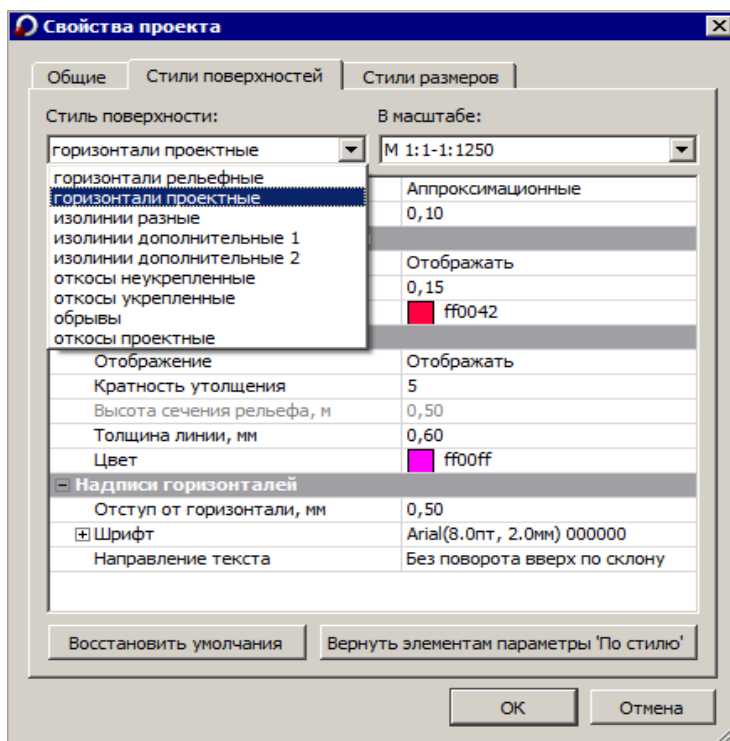 Свойства проекта
Общие Стили поверхностей Стили размеров
Стиль поверхности: В масштабе:
горизонтали проектные М 1:1-1:1250
горизонтали рельефные Аппроксимационные
горизонтали проектные 0,10
изолинии разные
изолинии дополнительные 1
изолинии дополнительные 2 Отображать
откосы неукрепленные 0,15
откосы укрепленные
обрывы ff0042
откосы проектные
Отображение Отображать
Кратность утолщения 5
Высота сечения рельефа, м 0,50
Толщина линии, мм 0,60
Цвет ff00ff
Надписи горизонталей
Отступ от горизонтали, мм 0,50
Шрифт Arial(8.0пт, 2.0мм) 000000
Направление текста Без поворота вверх по склону
Восстановить умолчания Вернуть элементам параметры 'По стилю'
ОК Отмена